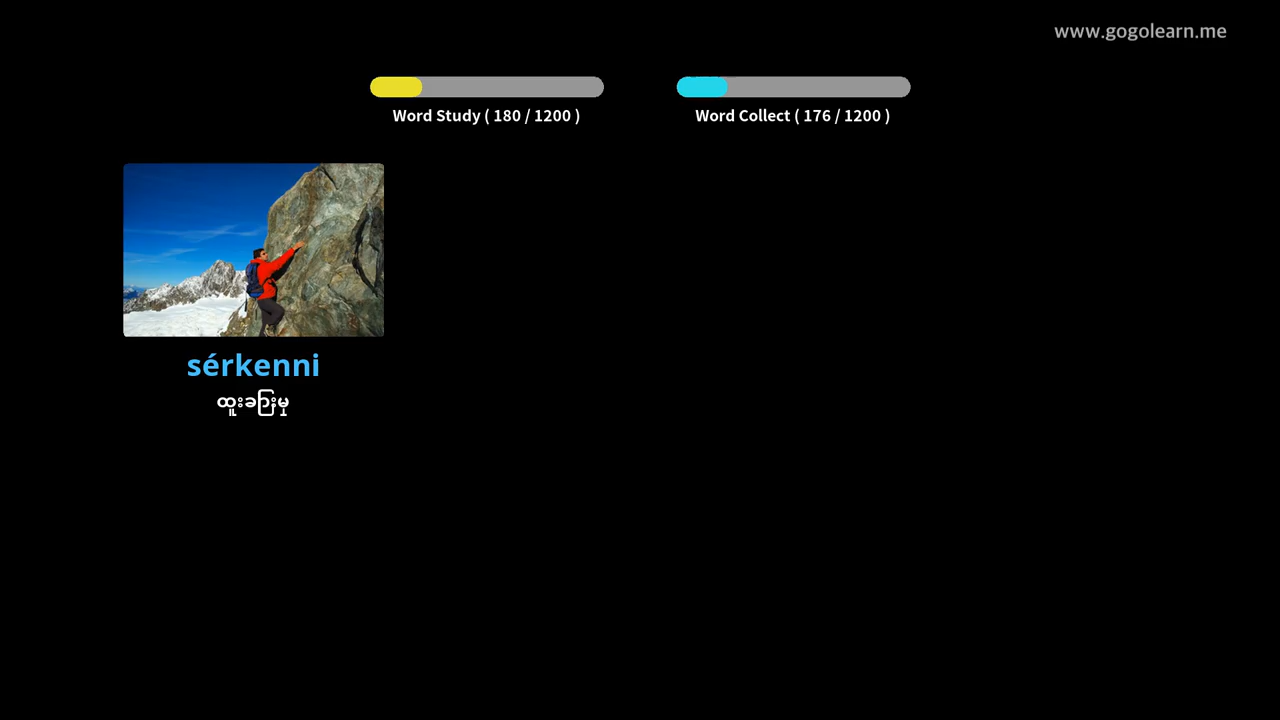 www.gogolearn.me
Word Study ( 180 / 1200 )
Word Collect ( 176 / 1200 )
sérkenni
ထူးခြားမှု